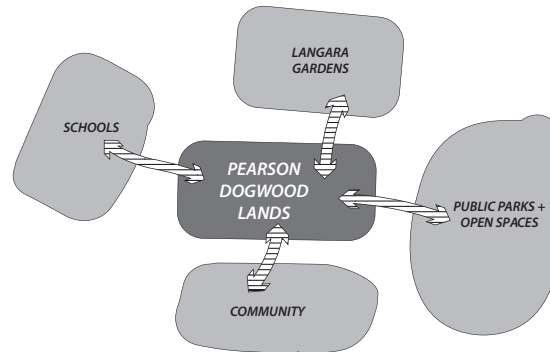 LANGARA
GARDENS
SCHOOLS
PEARSON
DOGWOOD
LANDS
PUBLIC PARKS +
OPEN SPACES
COMMUNITY